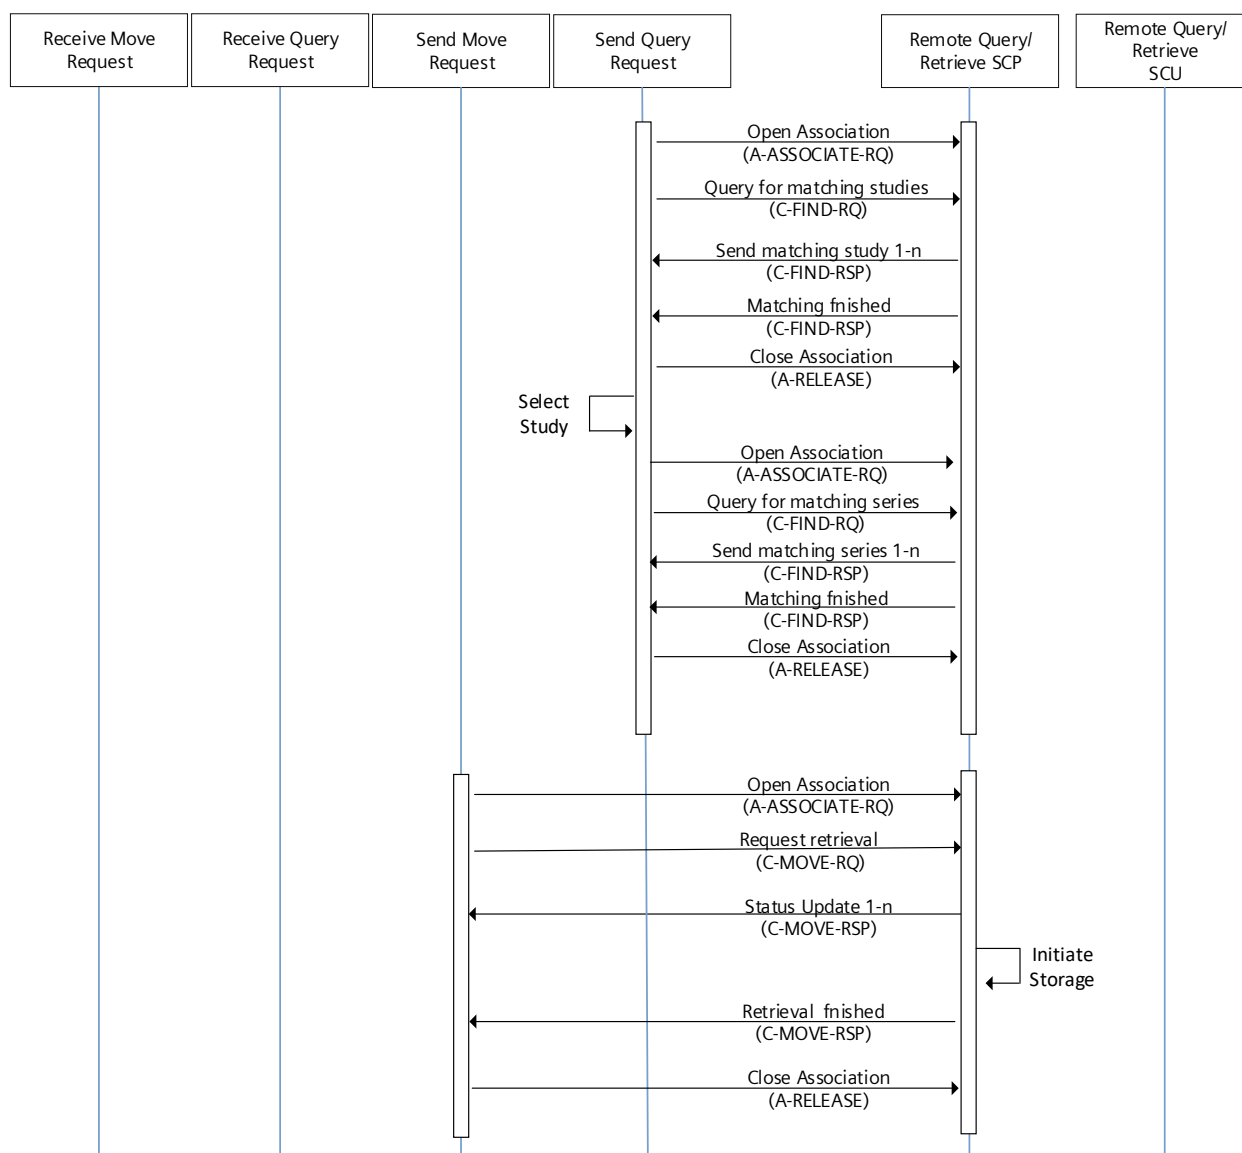 Receive Move
Request
Receive Query
Request
Send Move
Request
Send Query
Request
Remote Query/
Retrieve SCP
Remote Query/
Retrieve
SCU
Open Association
(A-ASSOCIATE-RQ)
Query for matching studies
(C-FIND-RQ)
Send matching study 1-n
(C-FIND-RSP)
Matching fnished
(C-FIND-RSP)
Close Association
(A-RELEASE)
Select
Study
Open Association
(A-ASSOCIATE-RQ)
Query for matching series
(C-FIND-RQ)
Send matching series 1-n
(C-FIND-RSP)
Matching fnished
(C-FIND-RSP)
Close Association
(A-RELEASE)
Open Association
(A-ASSOCIATE-RQ)
Request retrieval
(C-MOVE-RQ)
Status Update 1-n
(C-MOVE-RSP)
Initiate
Storage
Retrieval fnished
(C-MOVE-RSP)
Close Association
(A-RELEASE)